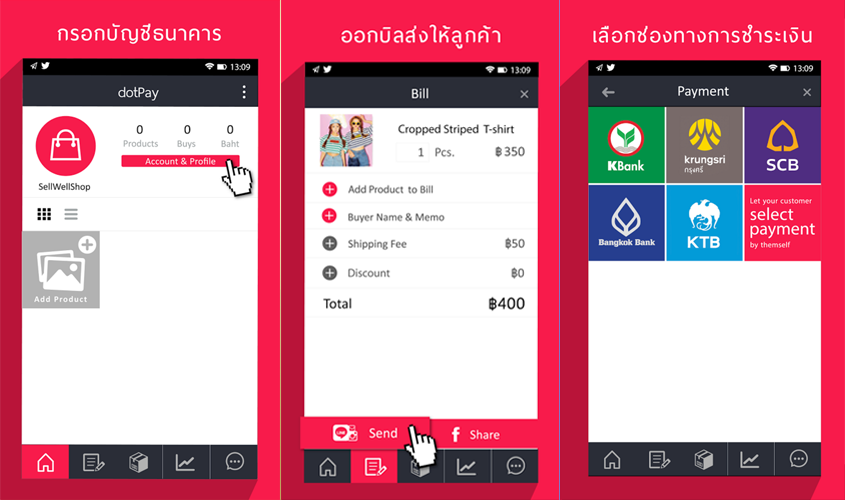 กรอกบัญชีธนาคาร
13:09
dotPay
0 0 0
Products Buys Baht
Account & Profile
SellWellShop
Add Product
ออกบิลส่งให้ลูกค้า
13:09
Bill ×
Cropped Striped T-shirt
1 Pcs. ฿350
Add Product to Bill
Buyer Name & Memo
Shipping Fee ฿50
Discount ฿0
Total ฿400
LINE Send
f Share
เลือกช่องทางการชำระเงิน
13:09
Payment ×
KBank
krungsri
กรุงศรี
SCB
Bangkok Bank
KTB
Let your customer
select
payment
by themself